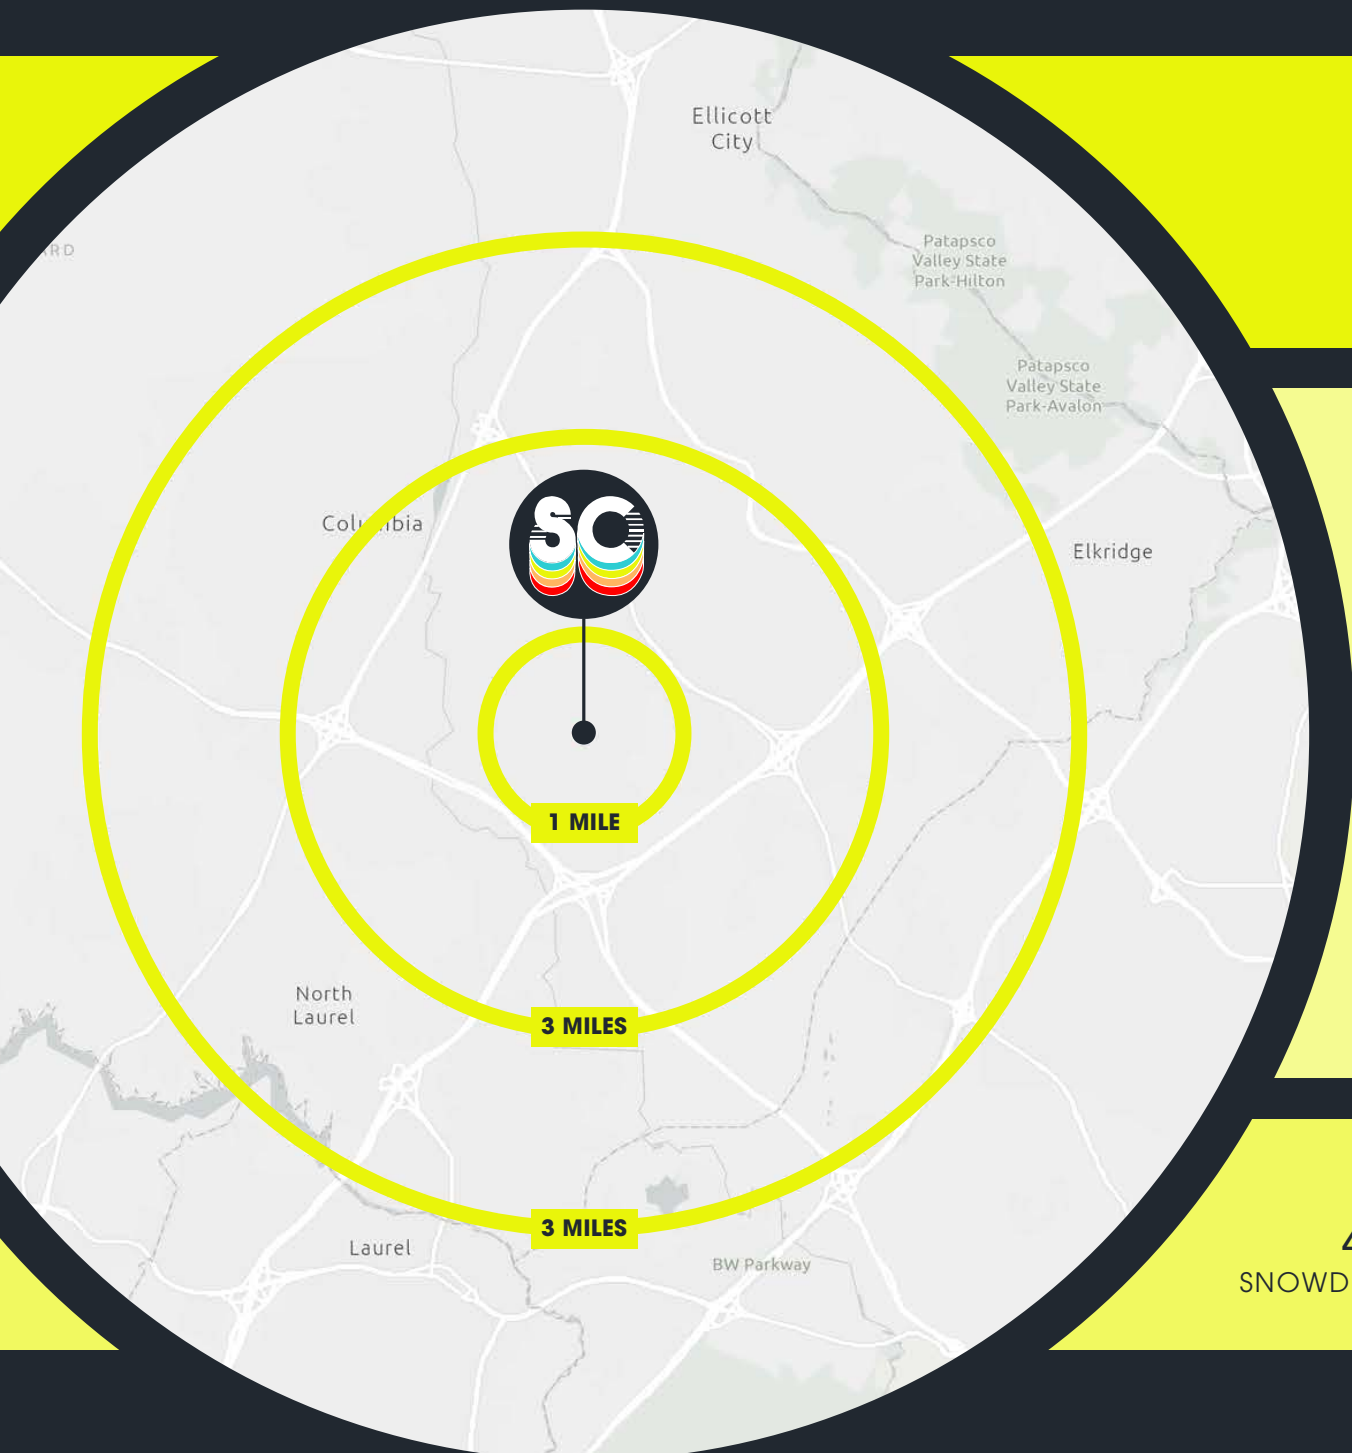 Ellicott
City
Patapsco
Valley State
Park-Hilton
Patapsco
Valley State
Park-Avalon
SC
Columbia
Elkridge
1 MILE
North
Laurel
3 MILES
3 MILES
Laurel
BW Parkway